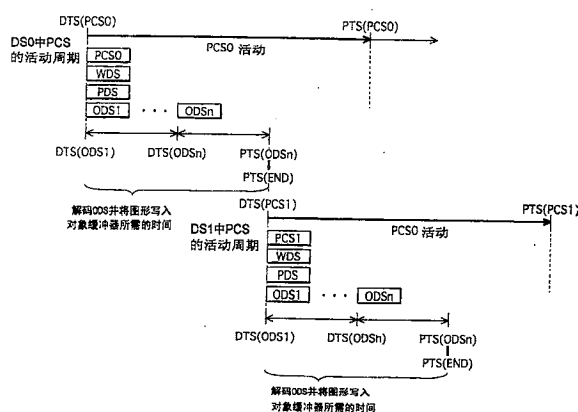 DTS(PCS0)
PTS(PCS0)
DS0中PCS
的活动周期
PCS0 活动
PCS0
WDS
PDS
ODS1
···
ODSn
DTS(ODS1)
DTS(ODSn)
PTS(ODSn)
PTS(END)
解码ODS并将图形写入
对象缓冲器所需的时间
DTS(PCS1)
PTS(PCS1)
DS1中PCS
的活动周期
PCS0 活动
PCS1
WDS
PDS
ODS1
···
ODSn
DTS(ODS1)
DTS(ODSn)
PTS(ODSn)
PTS(END)
解码ODS并将图形写入
对象缓冲器所需的时间